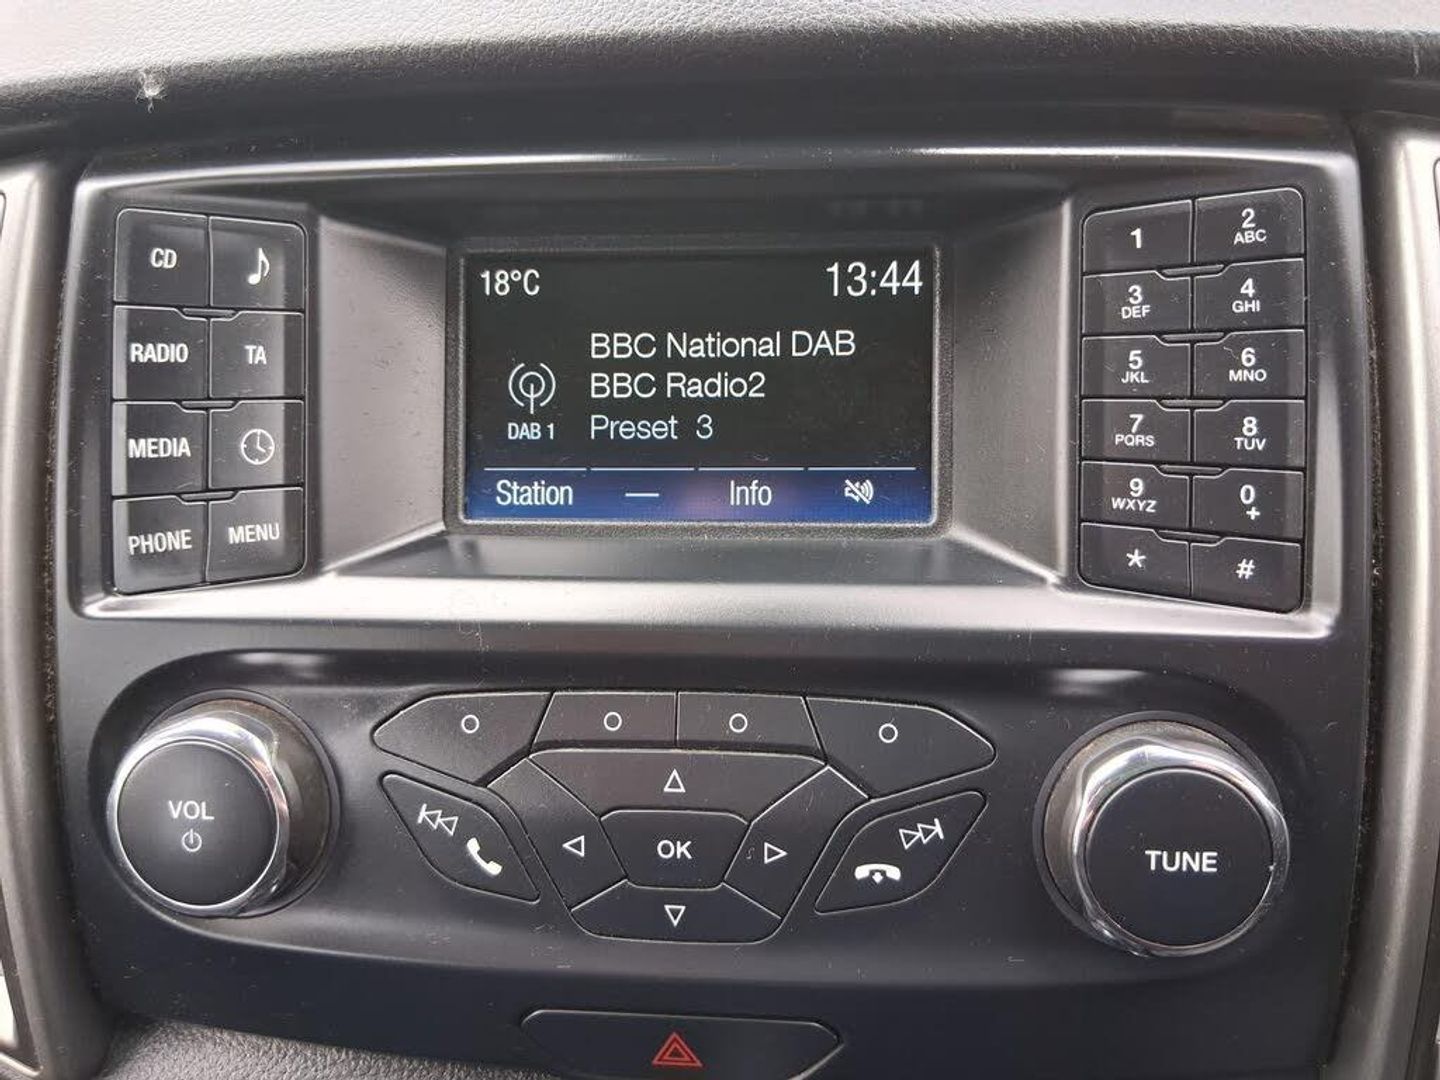 CD
RADIO TA
MEDIA
PHONE MENU
18°C 13:44
BBC National DAB
BBC Radio2
DAB 1 Preset 3
Station — Info
1 2 ABC
3 DEF 4 GHI
5 JKL 6 MNO
7 PQRS 8 TUV
9 WXYZ 0 +
* #
VOL
OK
TUNE